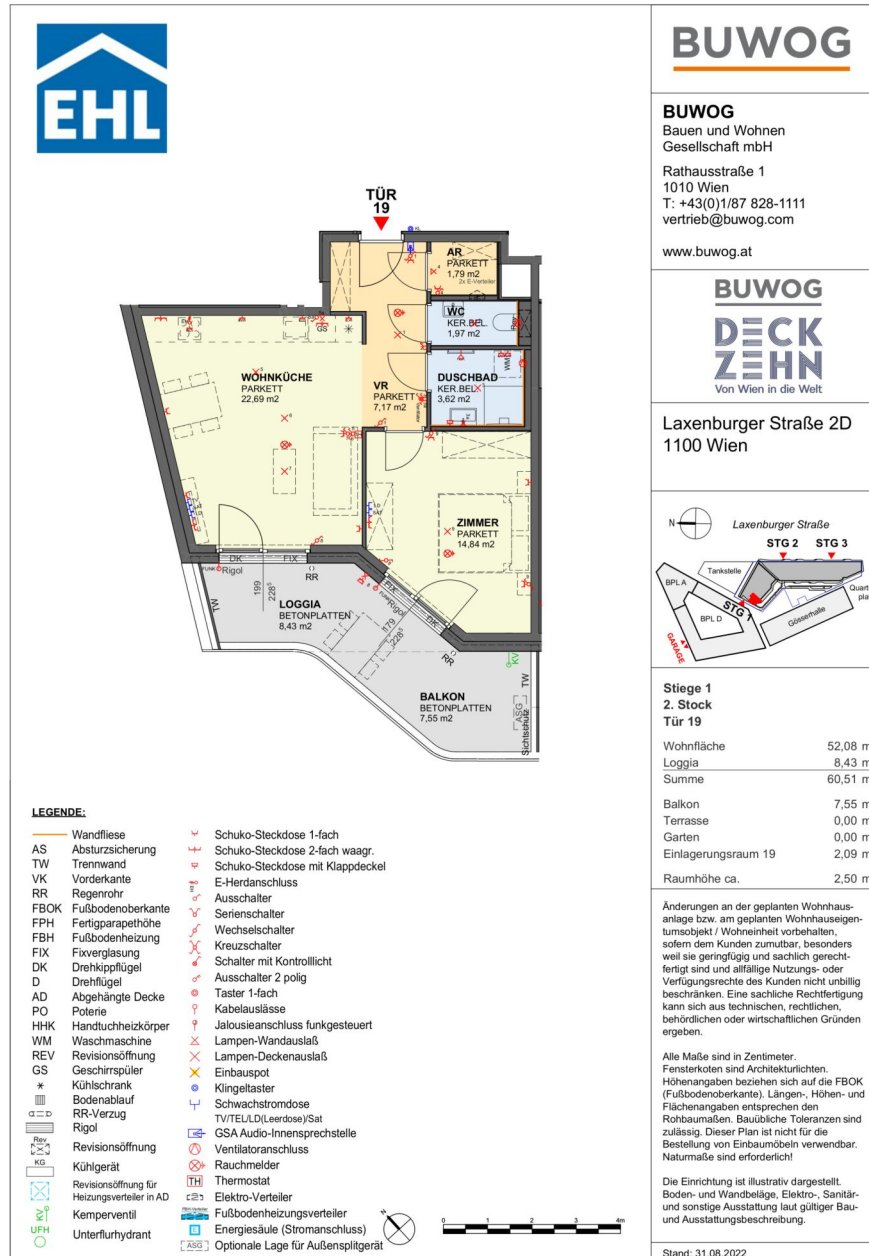 EHL
TÜR
19
AR
PARKETT
1,79 m2
2x E-Verteiler
WC
KER.BEL.
1,97 m2
Rev
GS
WOHNKÜCHE
PARKETT
22,69 m2
VR
PARKETT
7,17 m2
DUSCHBAD
KER.BEL.
3,62 m2
WM
ZIMMER
PARKETT
14,84 m2
DK
FIX
FUNK
Rigol
RR
TW
199
228⁵
LOGGIA
BETONPLATTEN
8,43 m2
FIX
FUNK
Rigol
DK
179
228⁵
RR
KV
TW
ASG
Sichtschutz
BALKON
BETONPLATTEN
7,55 m2
LEGENDE:
Wandfliese
AS Absturzsicherung
TW Trennwand
VK Vorderkante
RR Regenrohr
FBOK Fußbodenoberkante
FPH Fertigparapethöhe
FBH Fußbodenheizung
FIX Fixverglasung
DK Drehkippflügel
D Drehflügel
AD Abgehängte Decke
PO Poterie
HHK Handtuchheizkörper
WM Waschmaschine
REV Revisionsöffnung
GS Geschirrspüler
* Kühlschrank
Bodenablauf
RR-Verzug
Rigol
Rev Revisionsöffnung
KG Kühlgerät
Revisionsöffnung für
Heizungsverteiler in AD
KV Kemperventil
UFH Unterflurhydrant
Schuko-Steckdose 1-fach
Schuko-Steckdose 2-fach waagr.
Schuko-Steckdose mit Klappdeckel
E-Herdanschluss
Ausschalter
Serienschalter
Wechselschalter
Kreuzschalter
Schalter mit Kontrolllicht
Ausschalter 2 polig
Taster 1-fach
Kabelauslässe
Jalousieanschluss funkgesteuert
Lampen-Wandauslaß
Lampen-Deckenauslaß
Einbauspot
Klingeltaster
Schwachstromdose
TV/TEL/LD(Leerdose)/Sat
GSA Audio-Innensprechstelle
Ventilatoranschluss
Rauchmelder
TH Thermostat
Elektro-Verteiler
Fußbodenheizungsverteiler
E Energiesäule (Stromanschluss)
ASG Optionale Lage für Außensplitgerät
N
0 1 2 3 4m
BUWOG
BUWOG
Bauen und Wohnen
Gesellschaft mbH
Rathausstraße 1
1010 Wien
T: +43(0)1/87 828-1111
vertrieb@buwog.com
www.buwog.at
BUWOG
DECK
ZEHN
Von Wien in die Welt
Laxenburger Straße 2D
1100 Wien
N
Laxenburger Straße
STG 2 STG 3
Tankstelle
BPL A
Quart
plat
STG 1
BPL D
Gösserhalle
GARAGE
Stiege 1
2. Stock
Tür 19
Wohnfläche 52,08 m
Loggia 8,43 m
Summe 60,51 m
Balkon 7,55 m
Terrasse 0,00 m
Garten 0,00 m
Einlagerungsraum 19 2,09 m
Raumhöhe ca. 2,50 m
Änderungen an der geplanten Wohnhaus-
anlage bzw. am geplanten Wohnhauseigen-
tumsobjekt / Wohneinheit vorbehalten,
sofern dem Kunden zumutbar, besonders
weil sie geringfügig und sachlich gerecht-
fertigt sind und allfällige Nutzungs- oder
Verfügungsrechte des Kunden nicht unbillig
beschränken. Eine sachliche Rechtfertigung
kann sich aus technischen, rechtlichen,
behördlichen oder wirtschaftlichen Gründen
ergeben.
Alle Maße sind in Zentimeter.
Fensterkoten sind Architekturlichten.
Höhenangaben beziehen sich auf die FBOK
(Fußbodenoberkante). Längen-, Höhen- und
Flächenangaben entsprechen den
Rohbaumaßen. Bauübliche Toleranzen sind
zulässig. Dieser Plan ist nicht für die
Bestellung von Einbaumöbeln verwendbar.
Naturmaße sind erforderlich!
Die Einrichtung ist illustrativ dargestellt.
Boden- und Wandbeläge, Elektro-, Sanitär-
und sonstige Ausstattung laut gültiger Bau-
und Ausstattungsbeschreibung.
Stand: 31.08.2022